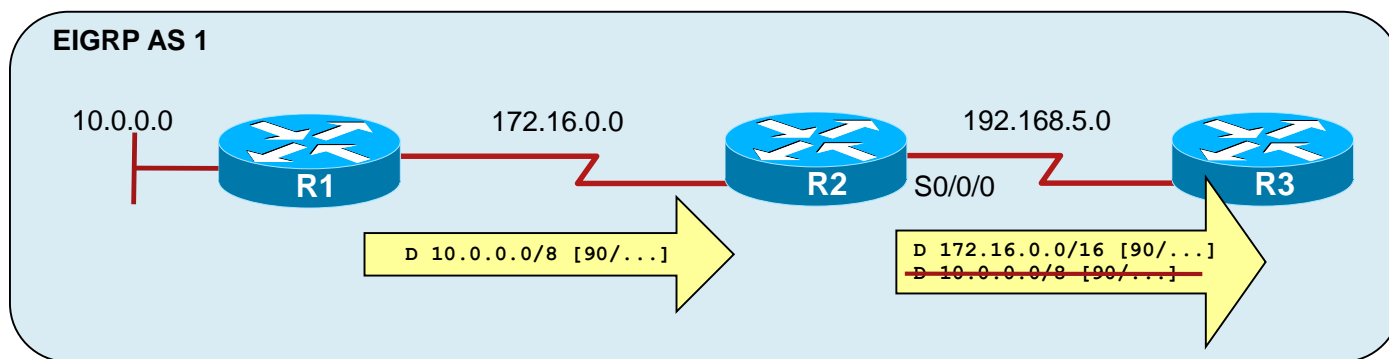 EIGRP AS 1
10.0.0.0
172.16.0.0
192.168.5.0
R1
R2
S0/0/0
R3
D 10.0.0.0/8 [90/...]
D 172.16.0.0/16 [90/...]
D 10.0.0.0/8 [90/...]